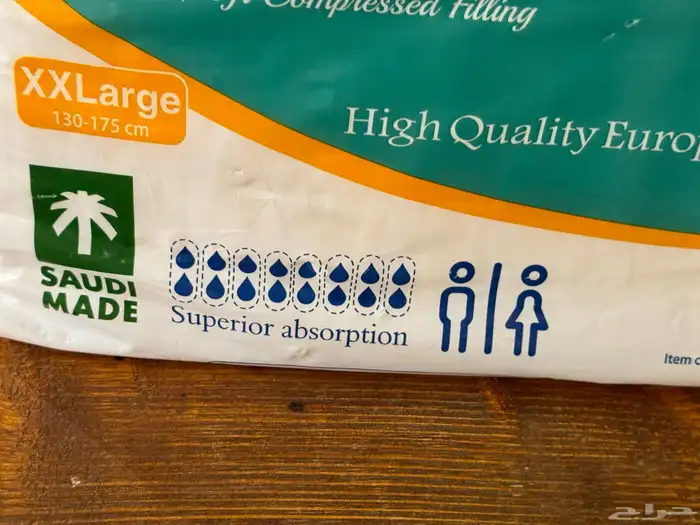 Compressed Filling
XXLarge
130-175 cm
High Quality Europ
SAUDI
MADE
Superior absorption
Item c
حراج